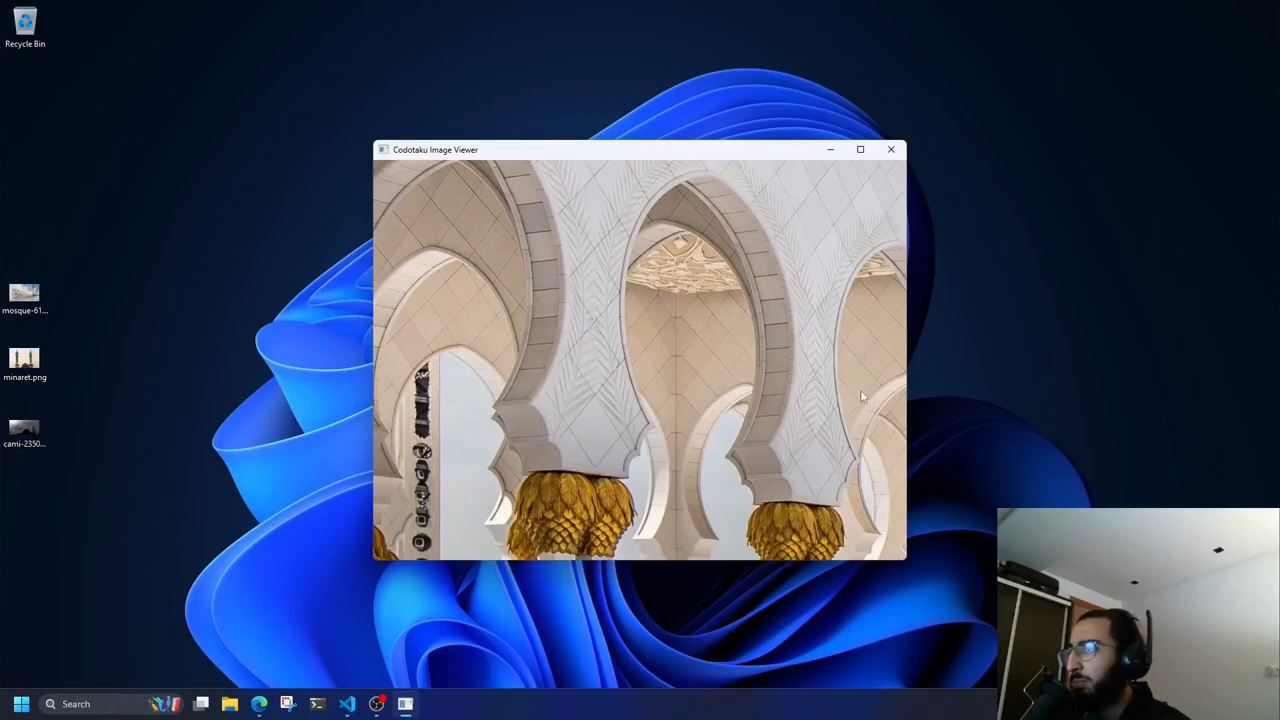 Recycle Bin
Codotaku Image Viewer
mosque-61...
minaret.png
cami-2350...
Search